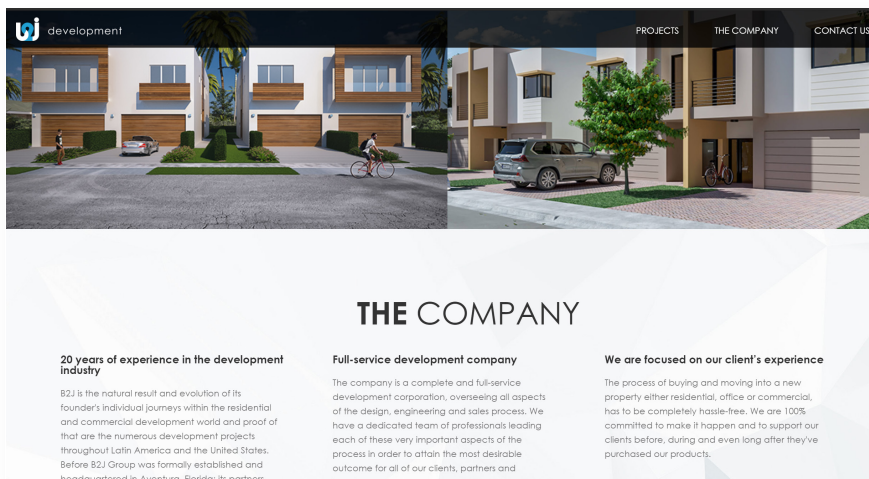 development
PROJECTS
THE COMPANY
CONTACT US
THE COMPANY
20 years of experience in the development
industry
B2J is the natural result and evolution of its
founder's individual journeys within the residential
and commercial development world and proof of
that are the numerous development projects
throughout Latin America and the United States.
Before B2J Group was formally established and
headquartered in Aventura, Florida; its partners
Full-service development company
The company is a complete and full-service
development corporation, overseeing all aspects
of the design, engineering and sales process. We
have a dedicated team of professionals leading
each of these very important aspects of the
process in order to attain the most desirable
outcome for all of our clients, partners and
We are focused on our client's experience
The process of buying and moving into a new
property either residential, office or commercial,
has to be completely hassle-free. We are 100%
committed to make it happen and to support our
clients before, during and even long after they've
purchased our products.